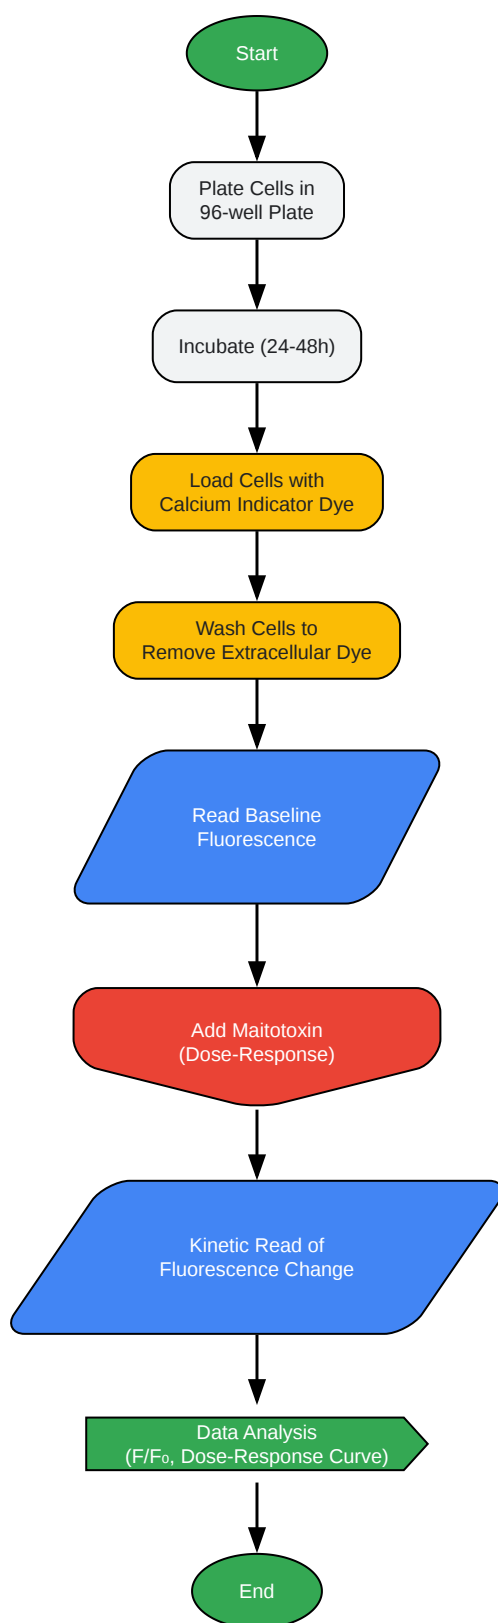 Start
Plate Cells in
96-well Plate
Incubate (24-48h)
Load Cells with
Calcium Indicator Dye
Wash Cells to
Remove Extracellular Dye
Read Baseline
Fluorescence
Add Maitotoxin
(Dose-Response)
Kinetic Read of
Fluorescence Change
Data Analysis
(F/F₀, Dose-Response Curve)
End